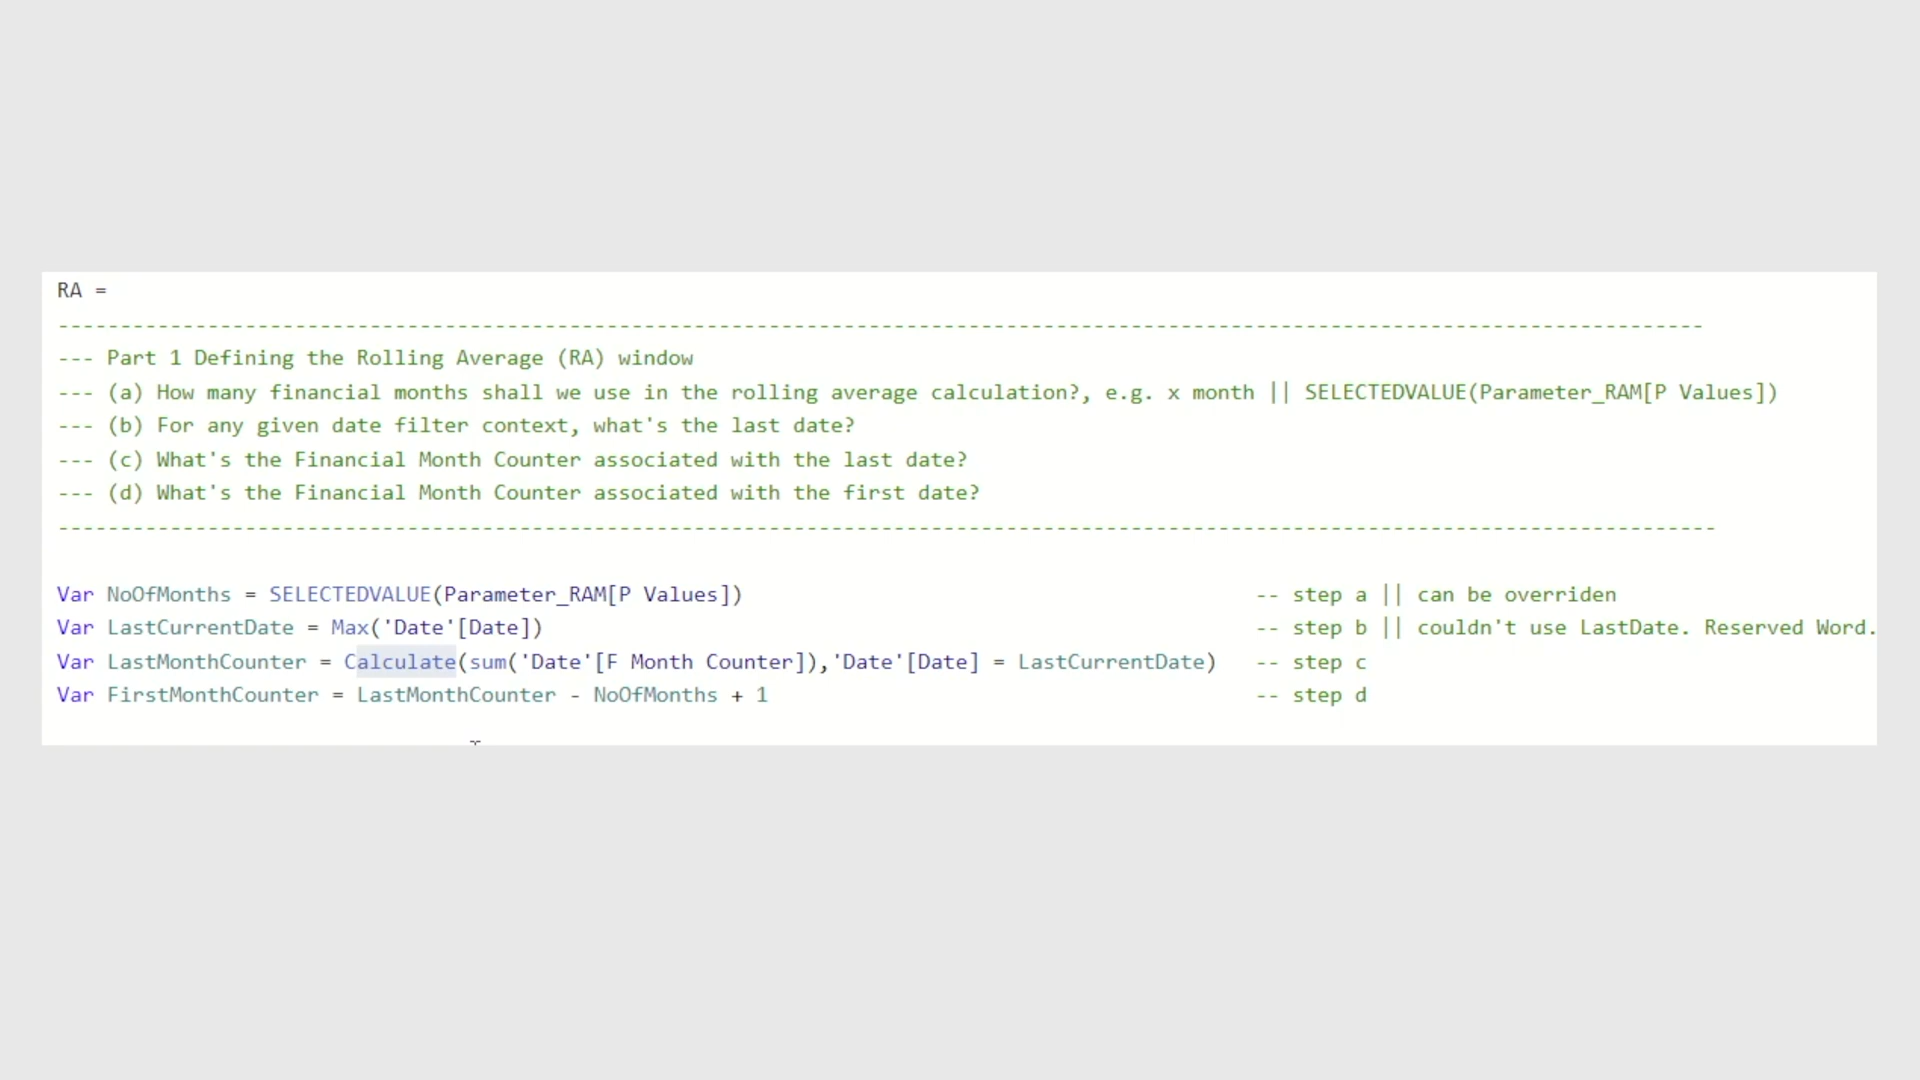 RA =
------------------------------------------------------------------------------------------------------------------------------------
--- Part 1 Defining the Rolling Average (RA) window
--- (a) How many financial months shall we use in the rolling average calculation?, e.g. x month || SELECTEDVALUE(Parameter_RAM[P Values])
--- (b) For any given date filter context, what's the last date?
--- (c) What's the Financial Month Counter associated with the last date?
--- (d) What's the Financial Month Counter associated with the first date?
-------------------------------------------------------------------------------------------------------------------------------------
Var NoOfMonths = SELECTEDVALUE(Parameter_RAM[P Values]) -- step a || can be overriden
Var LastCurrentDate = Max('Date'[Date]) -- step b || couldn't use LastDate. Reserved Word.
Var LastMonthCounter = Calculate(sum('Date'[F Month Counter]),'Date'[Date] = LastCurrentDate) -- step c
Var FirstMonthCounter = LastMonthCounter - NoOfMonths + 1 -- step d